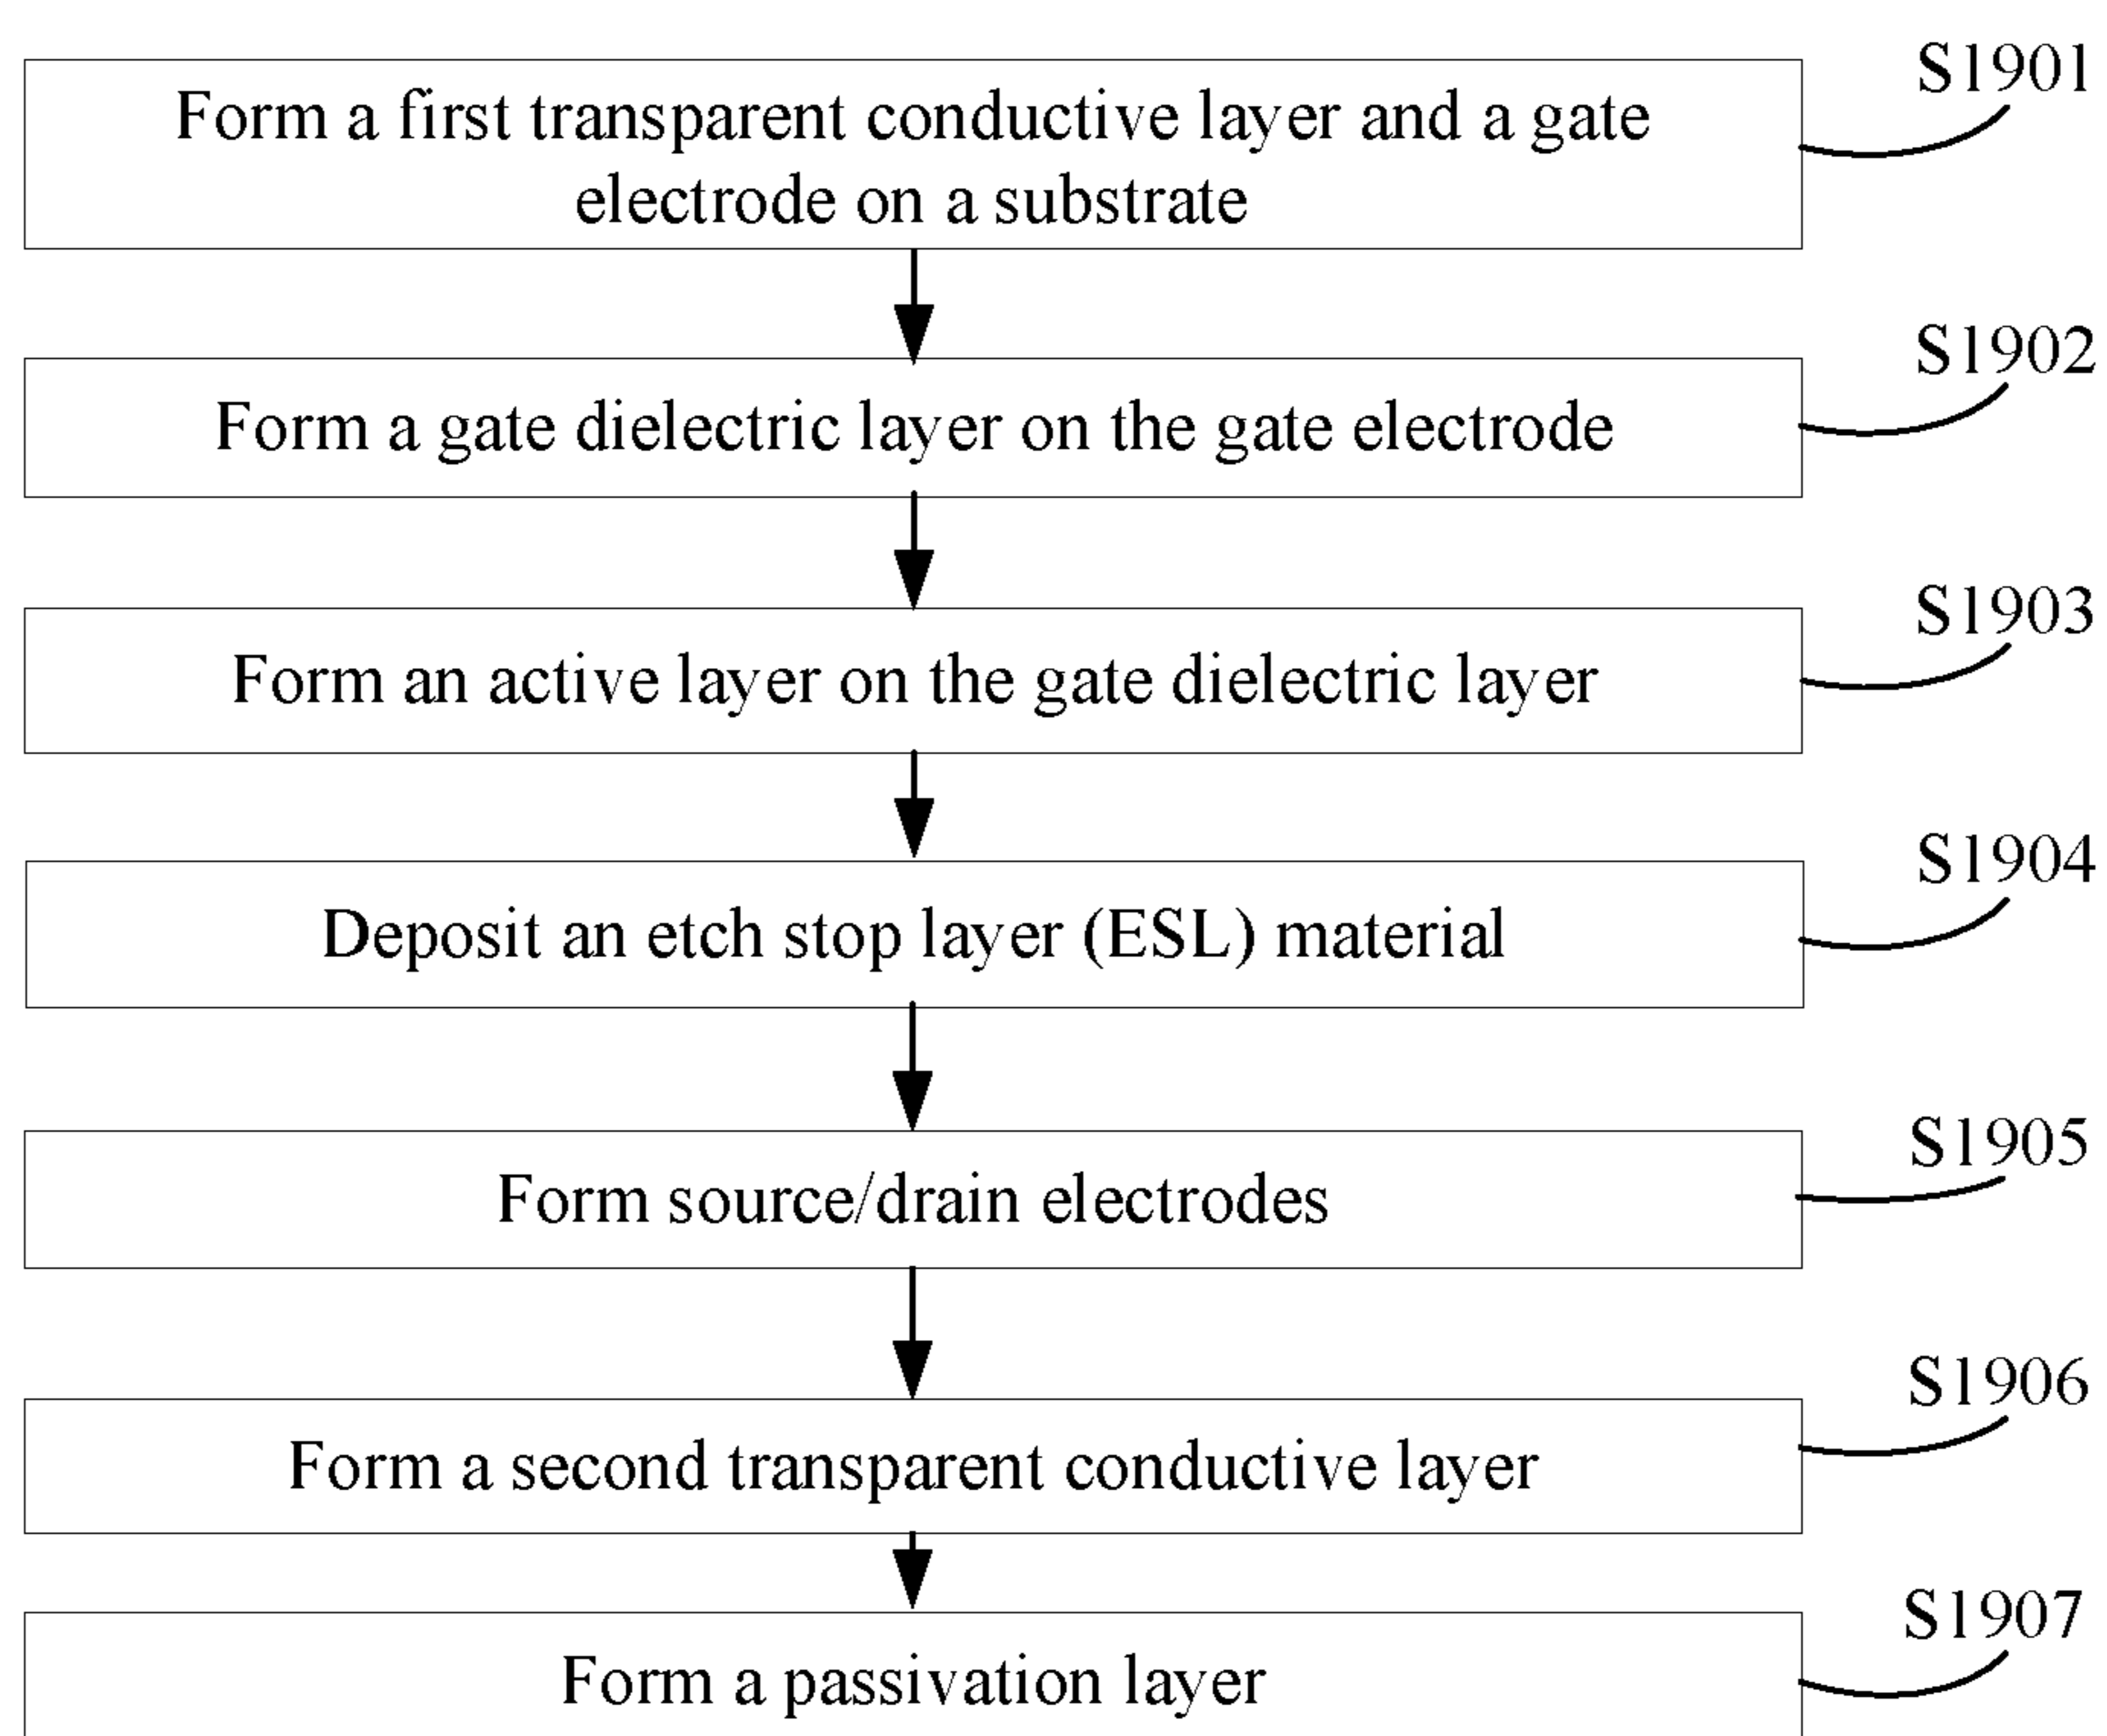 S1901
Form a first transparent conductive layer and a gate
electrode on a substrate
S1902
Form a gate dielectric layer on the gate electrode
S1903
Form an active layer on the gate dielectric layer
S1904
Deposit an etch stop layer (ESL) material
S1905
Form source/drain electrodes
S1906
Form a second transparent conductive layer
S1907
Form a passivation layer